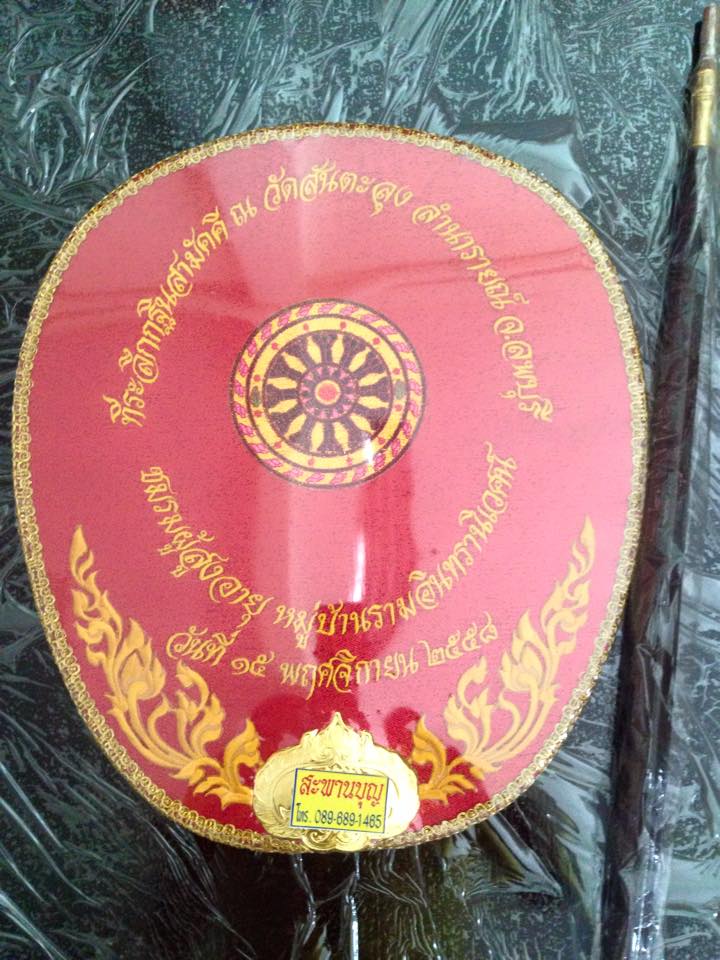 ที่ระลึกกฐินสามัคคี ณ วัดสันตะลุง ลำนารายณ์ จ.ลพบุรี
ชมรมผู้สูงอายุ หมู่บ้านรามอินทรานิเวศน์
วันที่ ๑๕ พฤศจิกายน ๒๕๕๘
สะพานบุญ
โทร. 089-689-1465